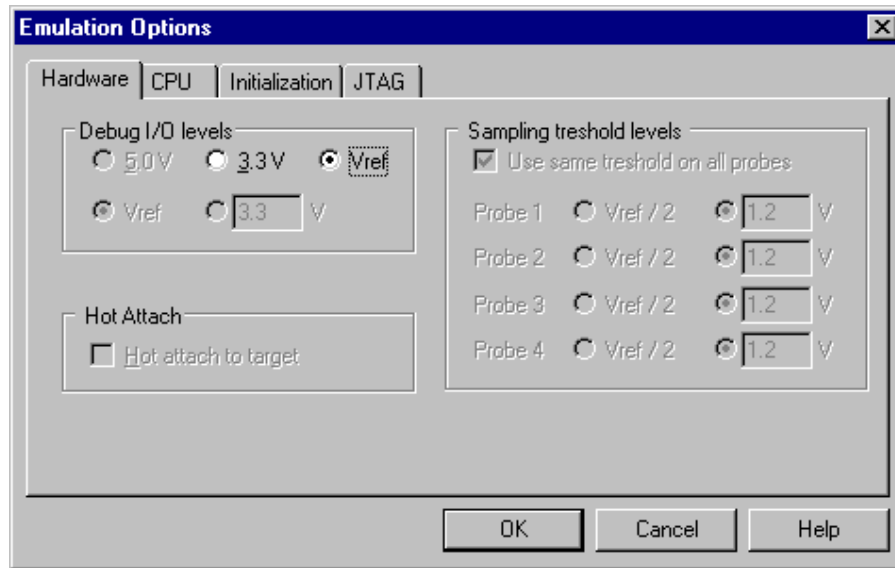 Emulation Options
Hardware CPU Initialization JTAG
Debug I/O levels
5.0 V 3.3 V Vref
Vref 3.3 V
Hot Attach
Hot attach to target
Sampling treshold levels
Use same treshold on all probes
Probe 1 Vref / 2 1.2 V
Probe 2 Vref / 2 1.2 V
Probe 3 Vref / 2 1.2 V
Probe 4 Vref / 2 1.2 V
OK Cancel Help